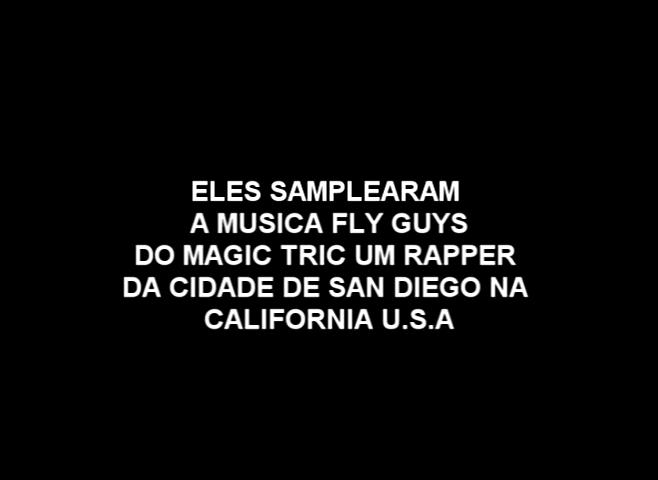 ELES SAMPLEARAM
A MUSICA FLY GUYS
DO MAGIC TRIC UM RAPPER
DA CIDADE DE SAN DIEGO NA
CALIFORNIA U.S.A